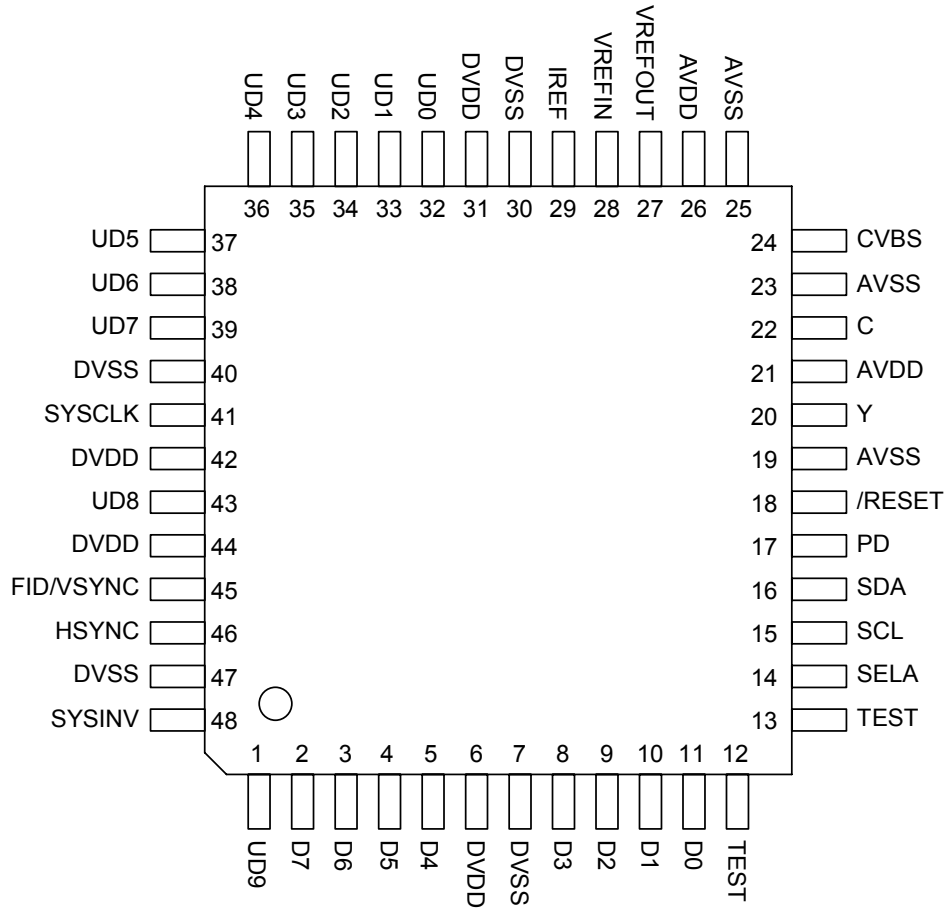 UD4 UD3 UD2 UD1 UD0 DVDD DVSS IREF VREFIN VREFOUT AVDD AVSS
36 35 34 33 32 31 30 29 28 27 26 25
UD5 37 24 CVBS
UD6 38 23 AVSS
UD7 39 22 C
DVSS 40 21 AVDD
SYSCLK 41 20 Y
DVDD 42 19 AVSS
UD8 43 18 /RESET
DVDD 44 17 PD
FID/VSYNC 45 16 SDA
HSYNC 46 15 SCL
DVSS 47 14 SELA
SYSINV 48 13 TEST
1 2 3 4 5 6 7 8 9 10 11 12
UD9 D7 D6 D5 D4 DVDD DVSS D3 D2 D1 D0 TEST